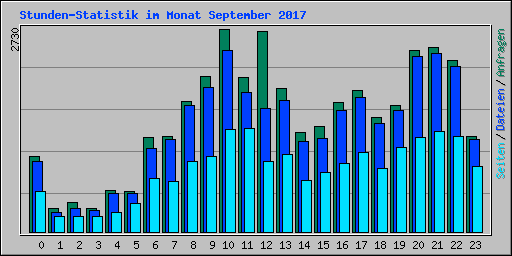 Stunden-Statistik im Monat September 2017
2730
Seiten / Dateien / Anfragen
0 1 2 3 4 5 6 7 8 9 10 11 12 13 14 15 16 17 18 19 20 21 22 23